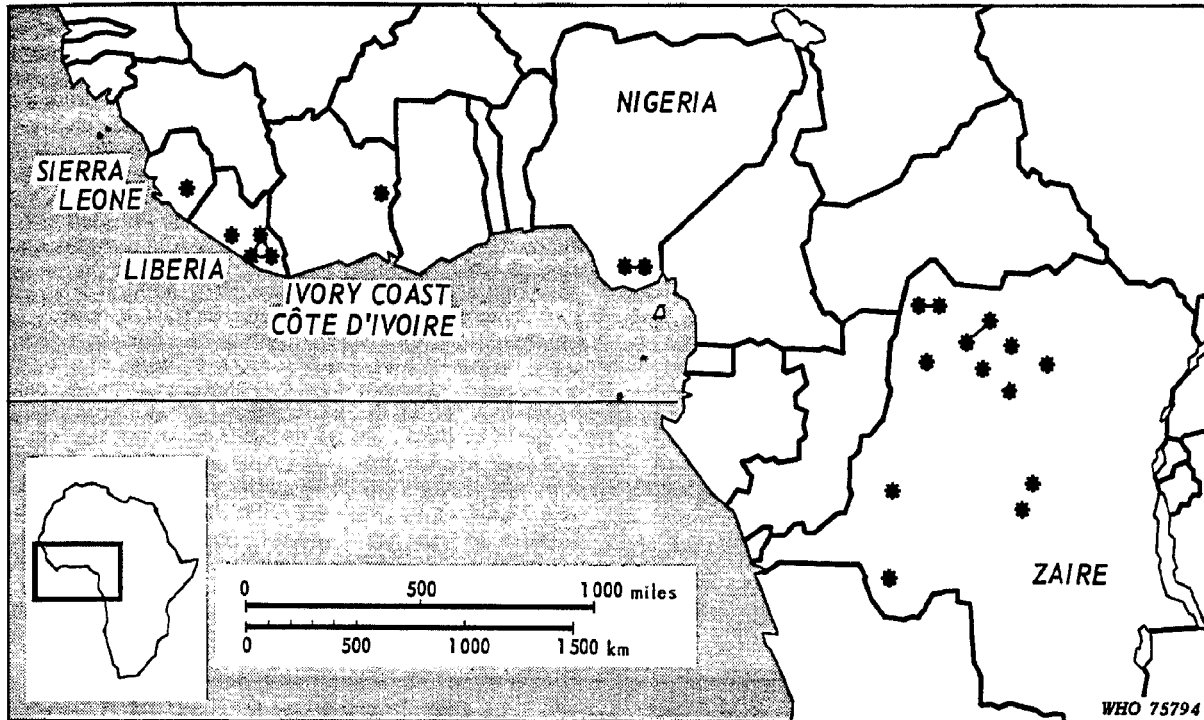 NIGERIA
SIERRA
LEONE
LIBERIA
IVORY COAST
CÔTE D'IVOIRE
ZAIRE
0 500 1000 miles
0 500 1000 1500 km
WHO 75794